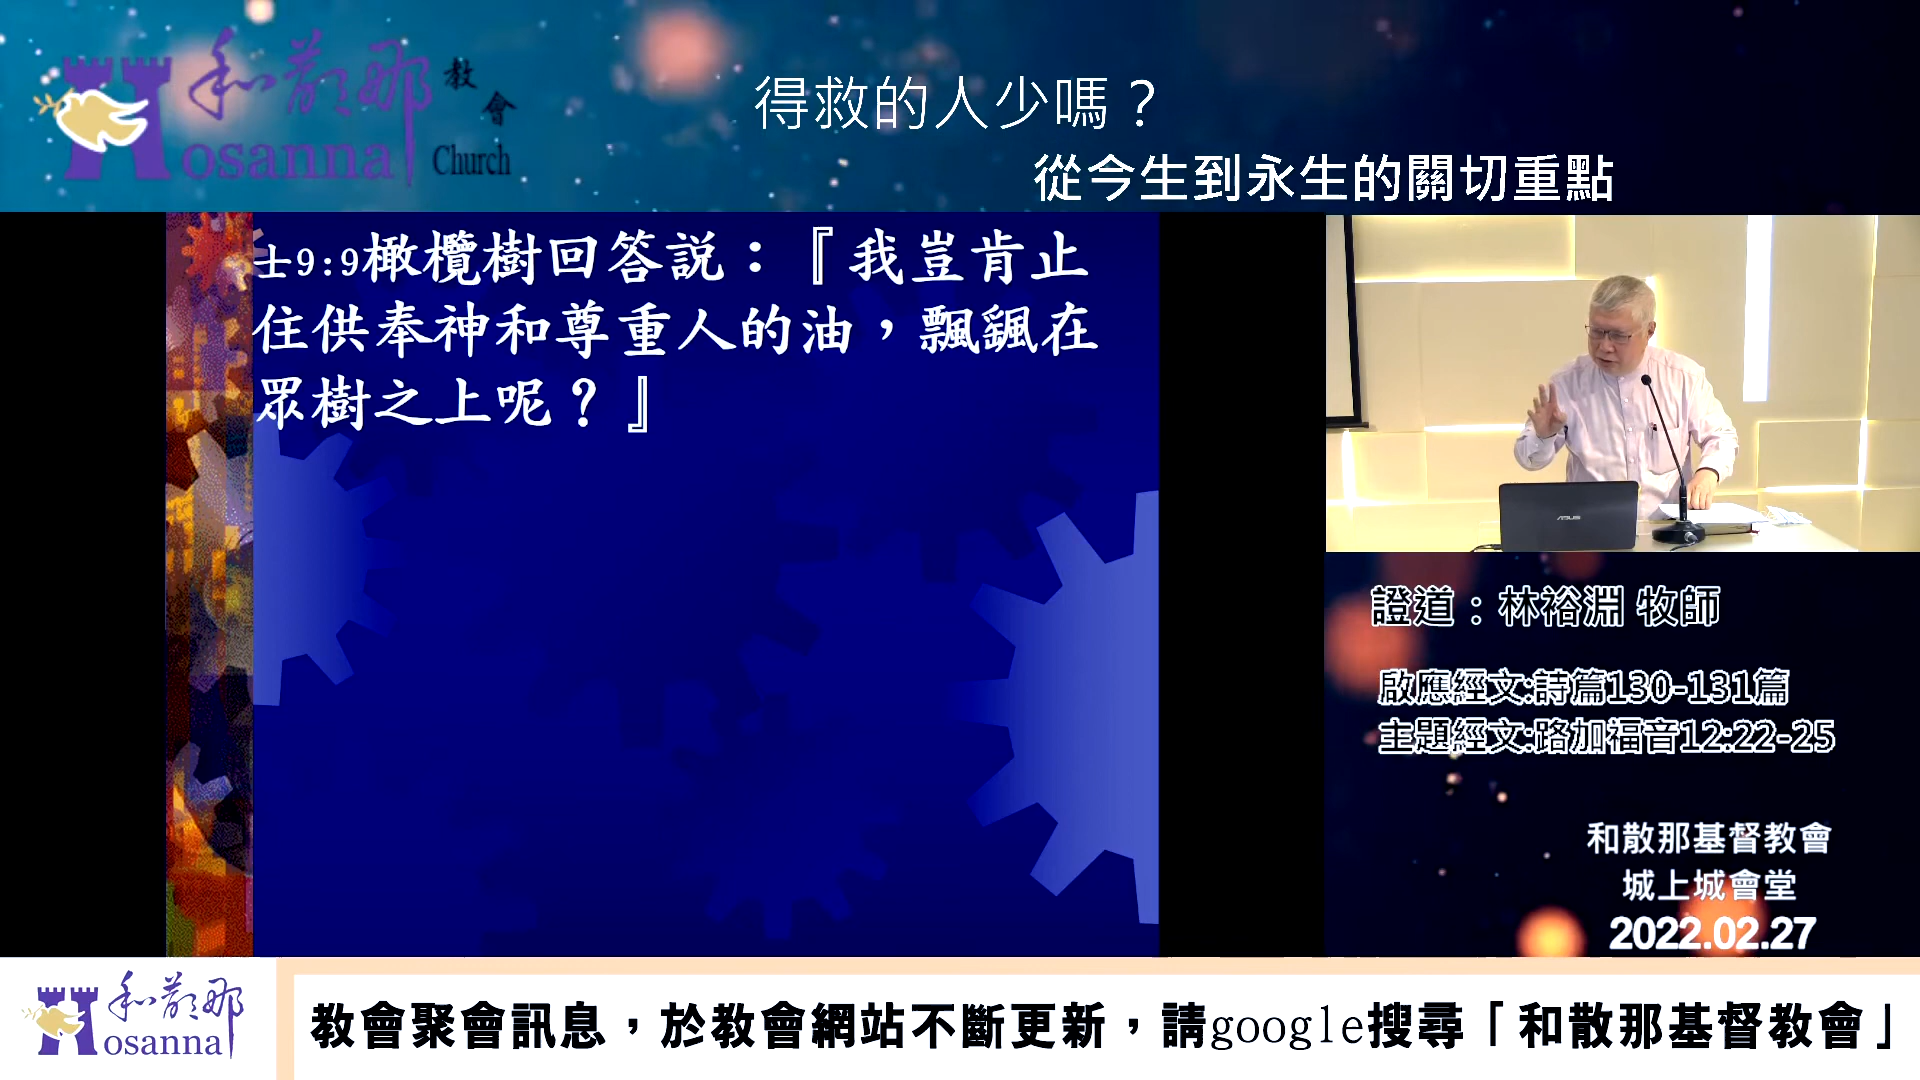 和散那教會
Hosanna Church
得救的人少嗎？
從今生到永生的關切重點
士9:9橄欖樹回答説：『我豈肯止
住供奉神和尊重人的油，飄颻在
眾樹之上呢？』
ASUS
證道：林裕淵 牧師
啟應經文:詩篇130-131篇
主題經文:路加福音12:22-25
和散那基督教會
城上城會堂
2022.02.27
和散那
Hosanna
教會聚會訊息，於教會網站不斷更新，請google搜尋「和散那基督教會」